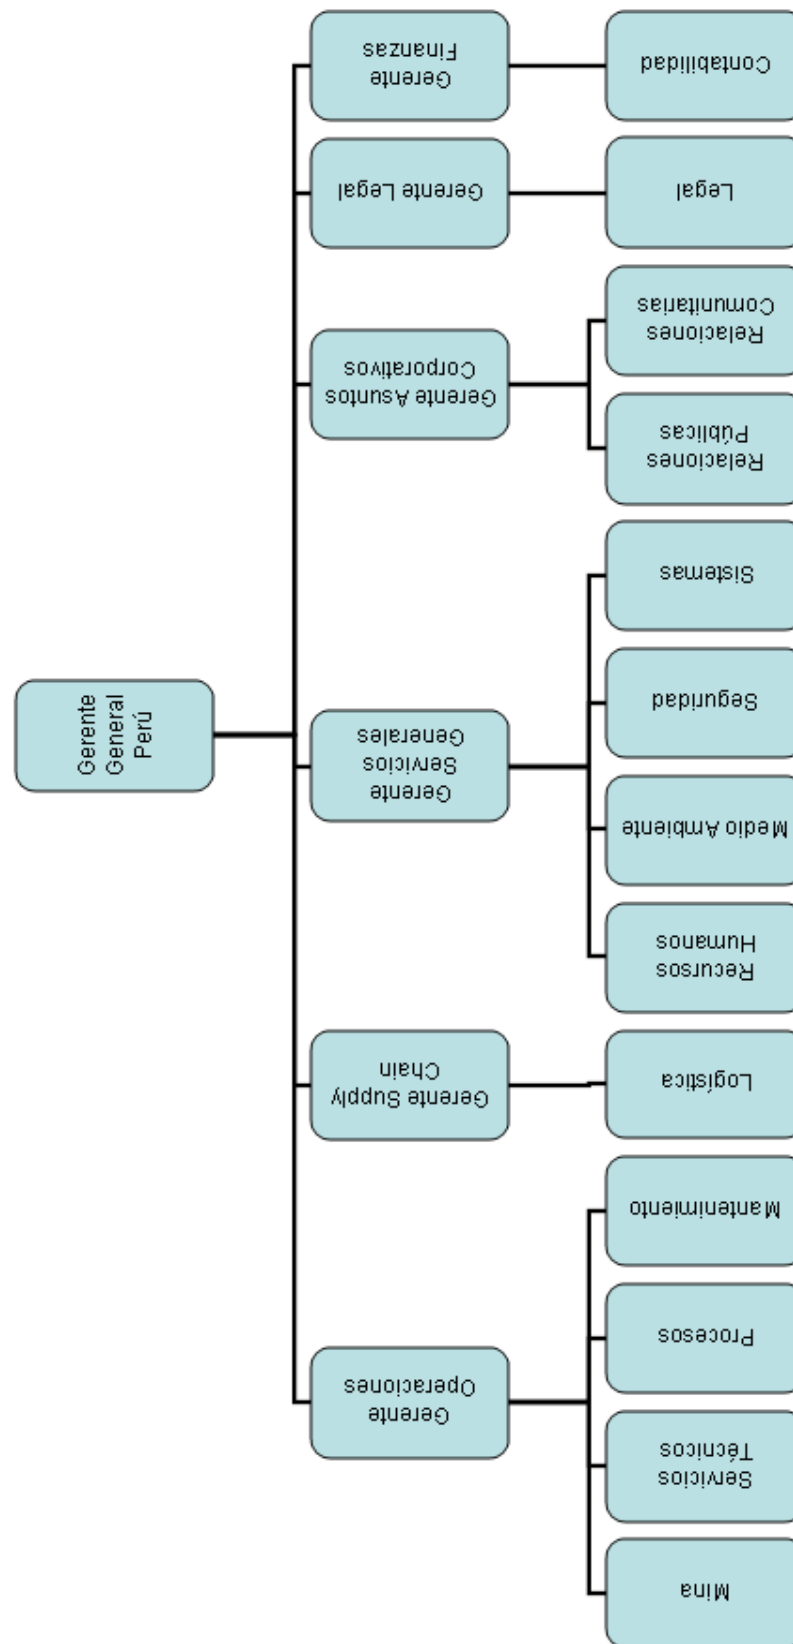 Gerente
General
Perú
Gerente
Operaciones
Mina
Servicios
Técnicos
Procesos
Mantenimiento
Gerente Supply
Chain
Logística
Gerente
Servicios
Generales
Recursos
Humanos
Medio Ambiente
Seguridad
Sistemas
Gerente Asuntos
Corporativos
Relaciones
Públicas
Relaciones
Comunitarias
Gerente Legal
Legal
Gerente
Finanzas
Contabilidad